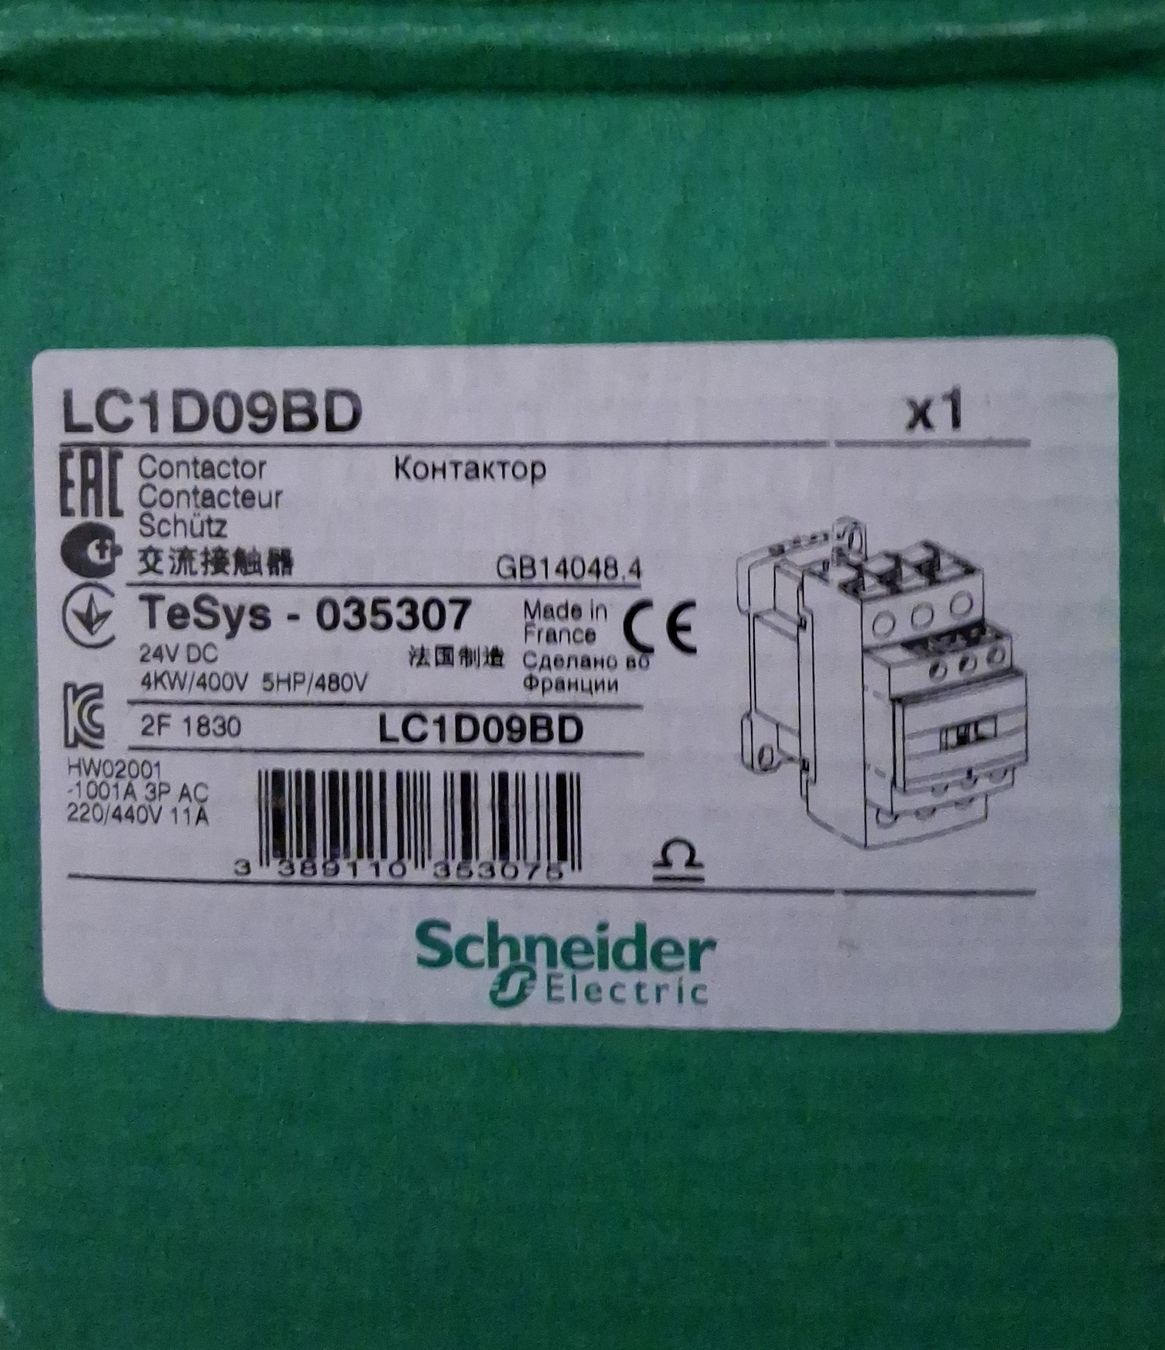 LC1D09BD x1
EAC
Contactor Контактор
Contacteur
Schütz
交流接触器 GB14048.4
TeSys - 035307
Made in
France
CE
24V DC 法国制造 Сделано во
4KW/400V 5HP/480V Франции
2F 1830 LC1D09BD
HW02001
-1001A 3P AC
220/440V 11A
3 389110 353075
Schneider
Electric